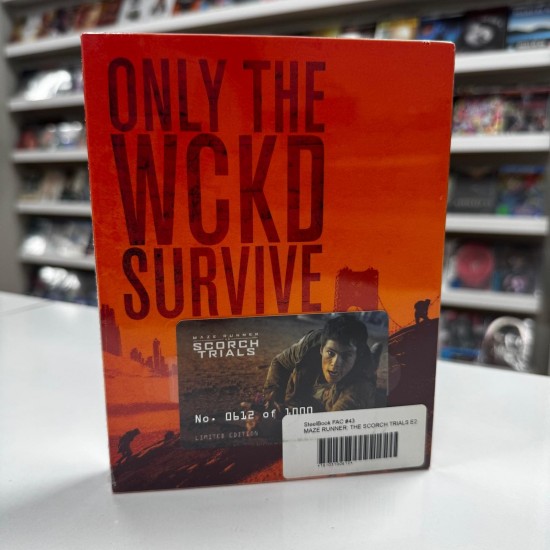 ONLY THE
WCKD
SURVIVE
MAZE RUNNER
SCORCH
TRIALS
No. 0612 of 1000
LIMITED EDITION
SteelBook FAC #43
MAZE RUNNER: THE SCORCH TRIALS E2